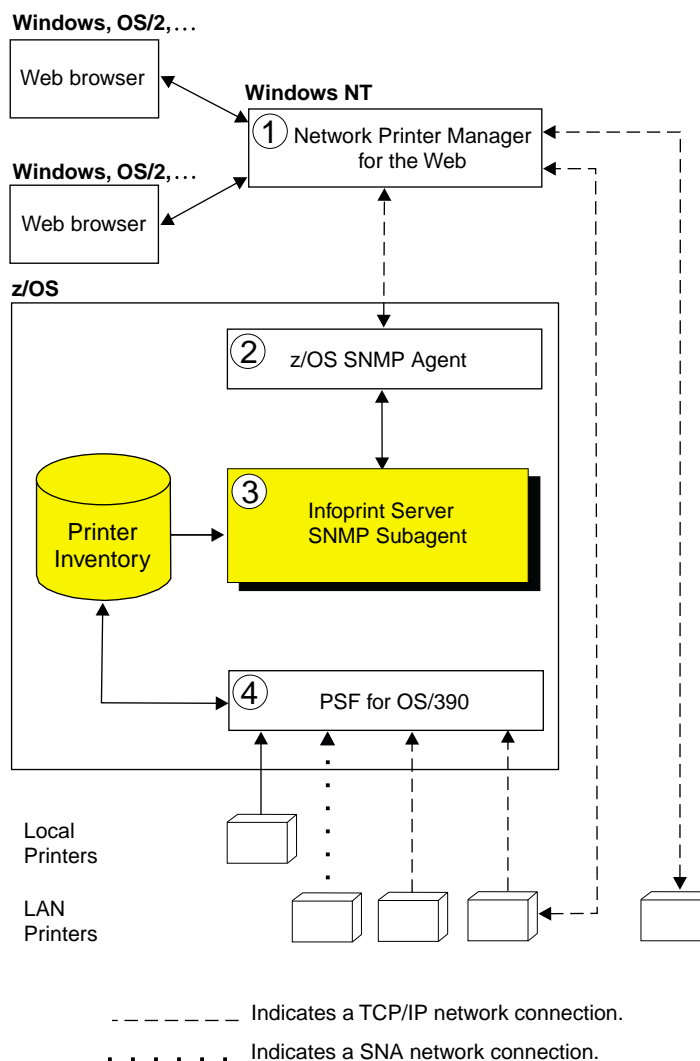 Windows, OS/2,...
Web browser
Windows NT
① Network Printer Manager
for the Web
Windows, OS/2,...
Web browser
z/OS
② z/OS SNMP Agent
③ Infoprint Server
SNMP Subagent
Printer
Inventory
④ PSF for OS/390
Local
Printers
LAN
Printers
Indicates a TCP/IP network connection.
Indicates a SNA network connection.